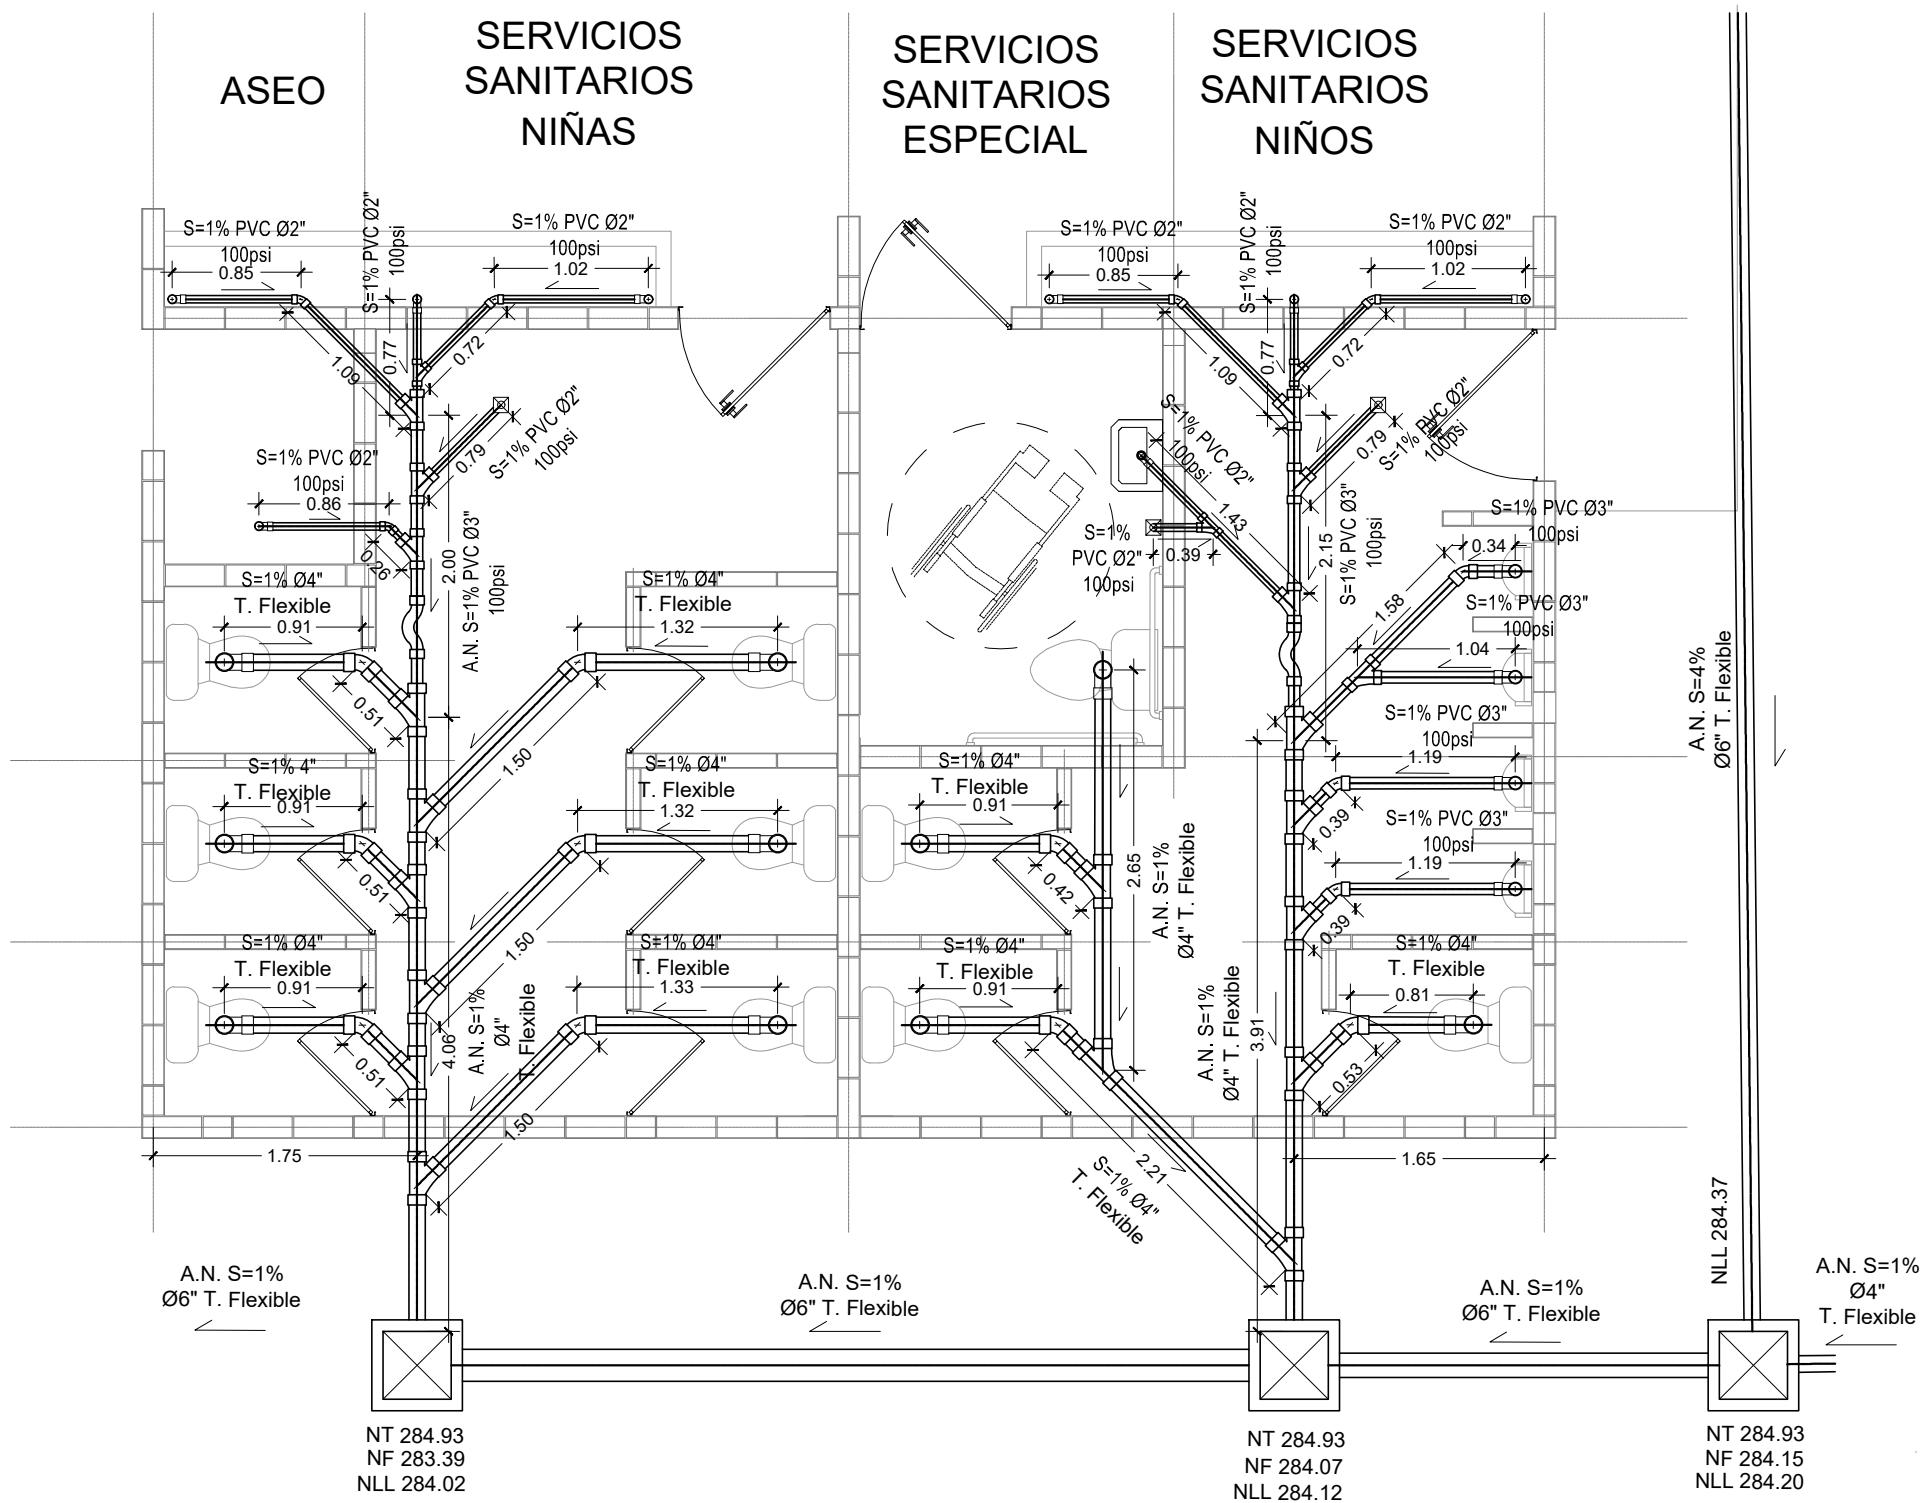 ASEO
SERVICIOS
SANITARIOS
NIÑAS
SERVICIOS
SANITARIOS
ESPECIAL
SERVICIOS
SANITARIOS
NIÑOS
S=1% PVC Ø2"
100psi
0.85
S=1% PVC Ø2"
100psi
S=1% PVC Ø2"
100psi
1.02
1.09
0.77
0.72
0.79
S=1% PVC Ø2"
100psi
S=1% PVC Ø2"
100psi
0.86
0.26
2.00
A.N. S=1% PVC Ø3"
100psi
S=1% PVC Ø2"
100psi
0.85
S=1% PVC Ø2"
100psi
S=1% PVC Ø2"
100psi
1.02
1.09
0.77
0.72
0.79
S=1% PVC Ø2"
100psi
S=1% PVC Ø2"
100psi
1.43
S=1%
PVC Ø2"
100psi
0.39
2.15
S=1% PVC Ø3"
100psi
S=1% PVC Ø3"
100psi
0.34
1.58
S=1% PVC Ø3"
100psi
1.04
S=1% PVC Ø3"
100psi
1.19
0.39
S=1% PVC Ø3"
100psi
1.19
0.39
S=1% Ø4"
T. Flexible
0.91
0.51
S=1% Ø4"
T. Flexible
1.32
1.50
S=1% 4"
T. Flexible
0.91
0.51
S=1% Ø4"
T. Flexible
1.32
1.50
S=1% Ø4"
T. Flexible
0.91
0.51
S=1% Ø4"
T. Flexible
1.33
1.50
4.06
A.N. S=1%
Ø4"
T. Flexible
S=1% Ø4"
T. Flexible
0.91
0.42
2.65
A.N. S=1%
Ø4" T. Flexible
S=1% Ø4"
T. Flexible
0.91
2.21
S=1% Ø4"
T. Flexible
A.N. S=1%
Ø4" T. Flexible
3.91
S=1% Ø4"
T. Flexible
0.81
0.53
A.N. S=4%
Ø6" T. Flexible
1.75
1.65
NLL 284.37
A.N. S=1%
Ø6" T. Flexible
A.N. S=1%
Ø6" T. Flexible
A.N. S=1%
Ø6" T. Flexible
A.N. S=1%
Ø4"
T. Flexible
NT 284.93
NF 283.39
NLL 284.02
NT 284.93
NF 284.07
NLL 284.12
NT 284.93
NF 284.15
NLL 284.20